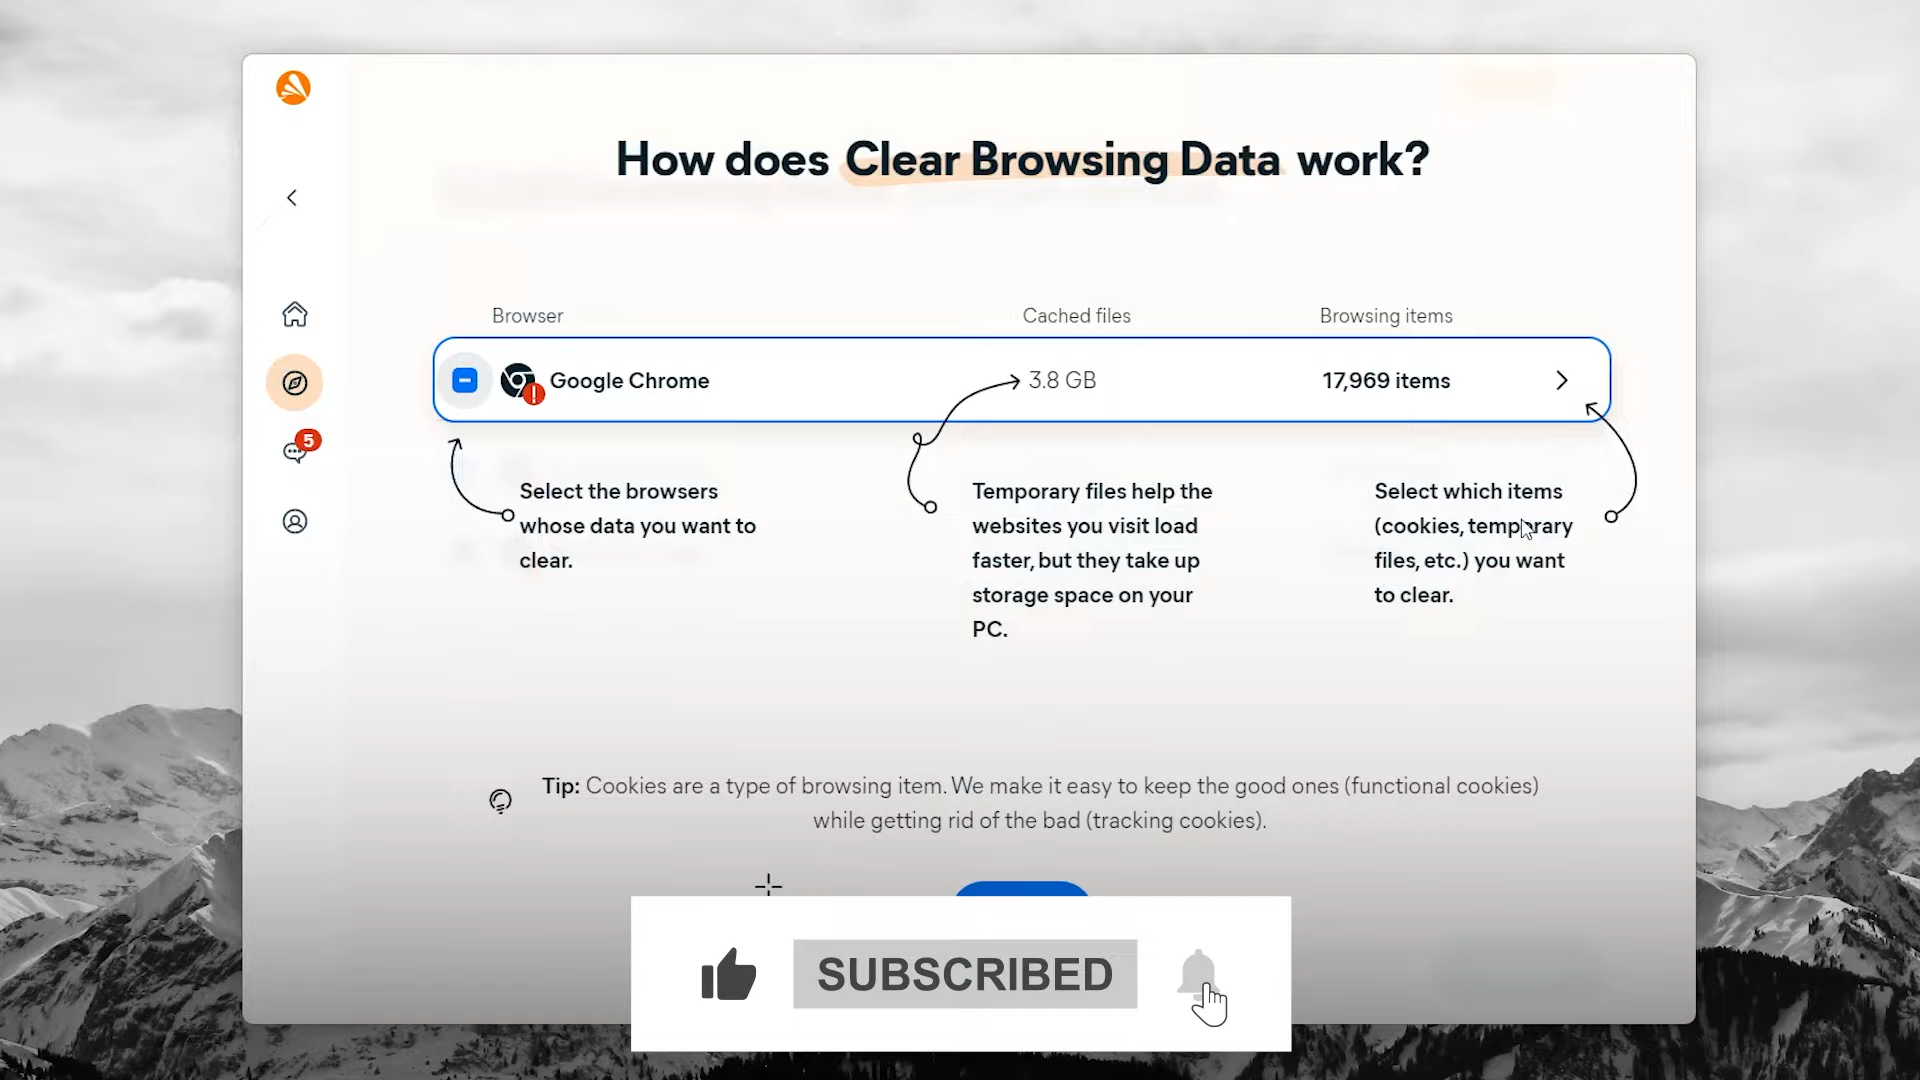 How does Clear Browsing Data work?
Browser
Cached files
Browsing items
Google Chrome
3.8 GB
17,969 items
5
Select the browsers
whose data you want to
clear.
Temporary files help the
websites you visit load
faster, but they take up
storage space on your
PC.
Select which items
(cookies, temporary
files, etc.) you want
to clear.
Tip: Cookies are a type of browsing item. We make it easy to keep the good ones (functional cookies)
while getting rid of the bad (tracking cookies).
SUBSCRIBED